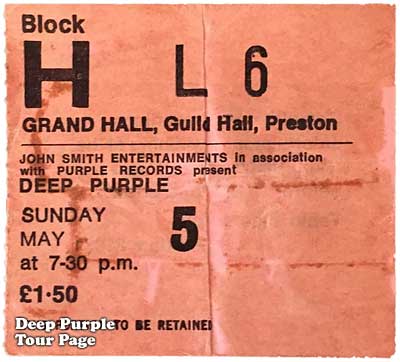 Block
H L 6
GRAND HALL, Guild Hall, Preston
JOHN SMITH ENTERTAINMENTS in association
with PURPLE RECORDS present
DEEP PURPLE
SUNDAY
MAY 5
at 7-30 p.m.
£1·50
TO BE RETAINED
Deep Purple
Tour Page